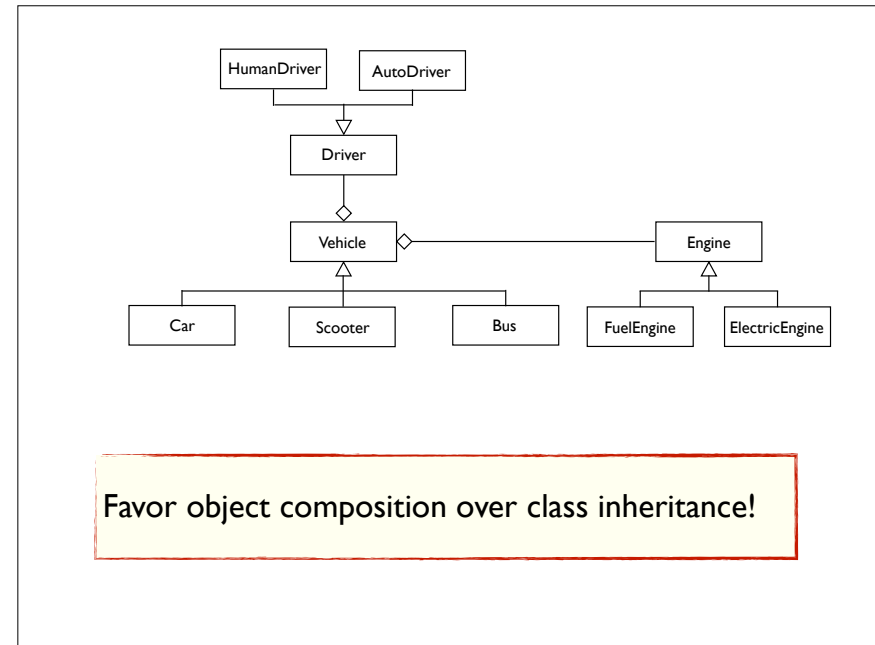 HumanDriver
AutoDriver
Driver
Vehicle
Engine
Car
Scooter
Bus
FuelEngine
ElectricEngine
Favor object composition over class inheritance!